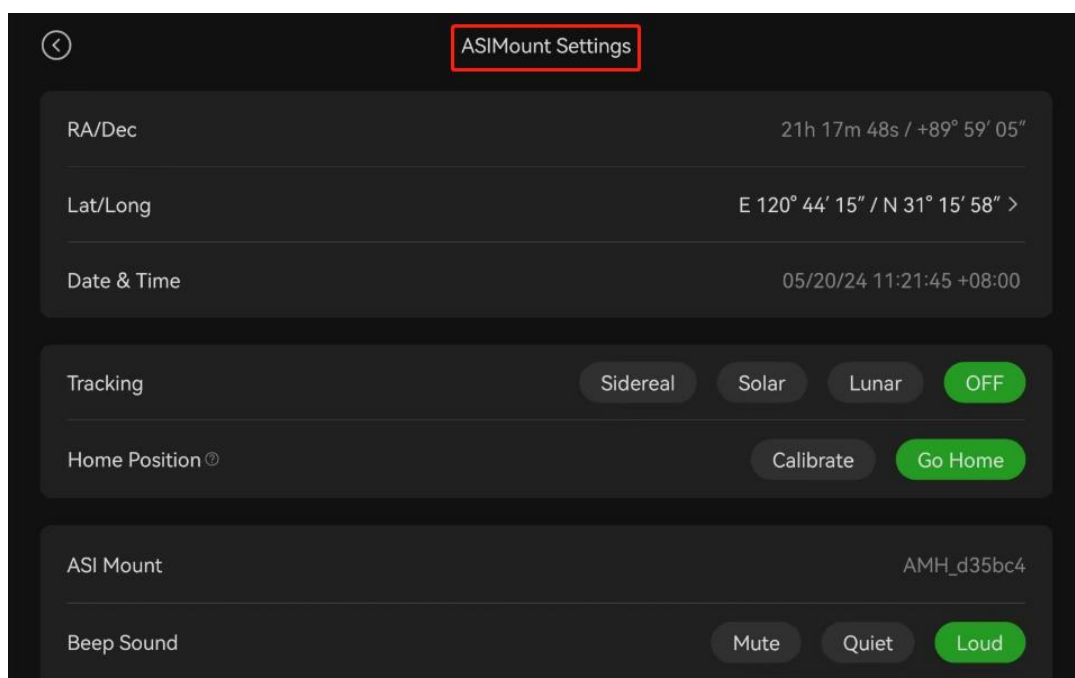 ASIMount Settings
RA/Dec 21h 17m 48s / +89° 59′ 05″
Lat/Long E 120° 44′ 15″ / N 31° 15′ 58″ >
Date & Time 05/20/24 11:21:45 +08:00
Tracking Sidereal Solar Lunar OFF
Home Position ? Calibrate Go Home
ASI Mount AMH_d35bc4
Beep Sound Mute Quiet Loud